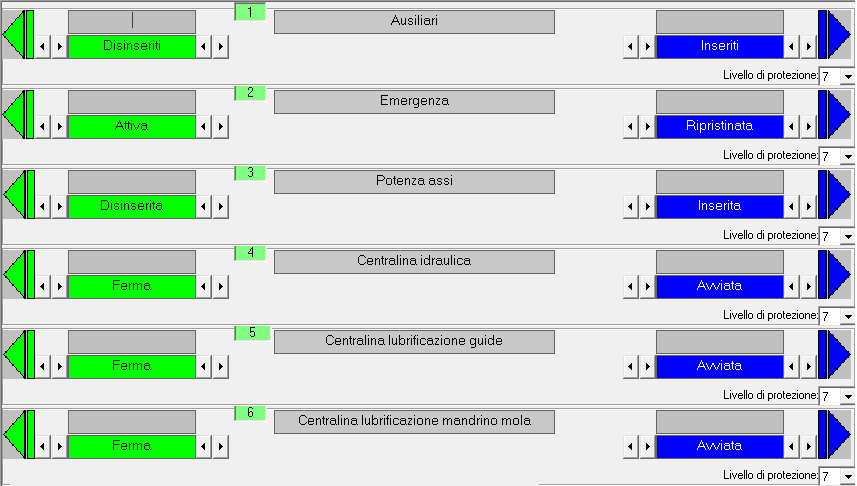 1
Ausiliari
Disinseriti
Inseriti
Livello di protezione: 7
2
Emergenza
Attiva
Ripristinata
Livello di protezione: 7
3
Potenza assi
Disinserita
Inserita
Livello di protezione: 7
4
Centralina idraulica
Ferma
Avviata
Livello di protezione: 7
5
Centralina lubrificazione guide
Ferma
Avviata
Livello di protezione: 7
6
Centralina lubrificazione mandrino mola
Ferma
Avviata
Livello di protezione: 7